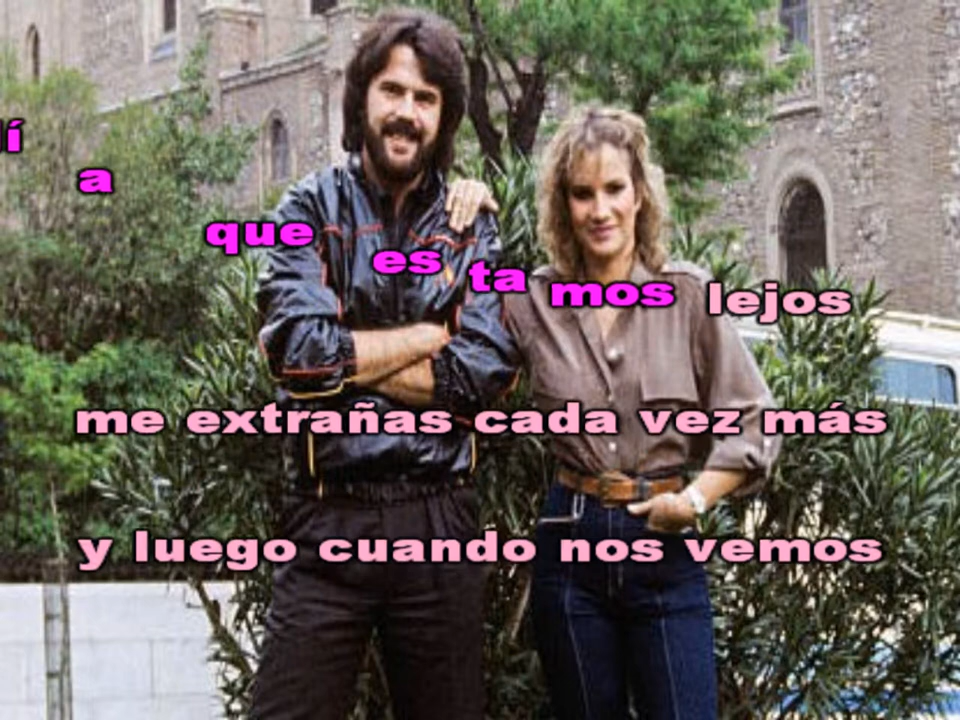 a que es ta mos lejos
me extrañas cada vez más
y luego cuando nos vemos